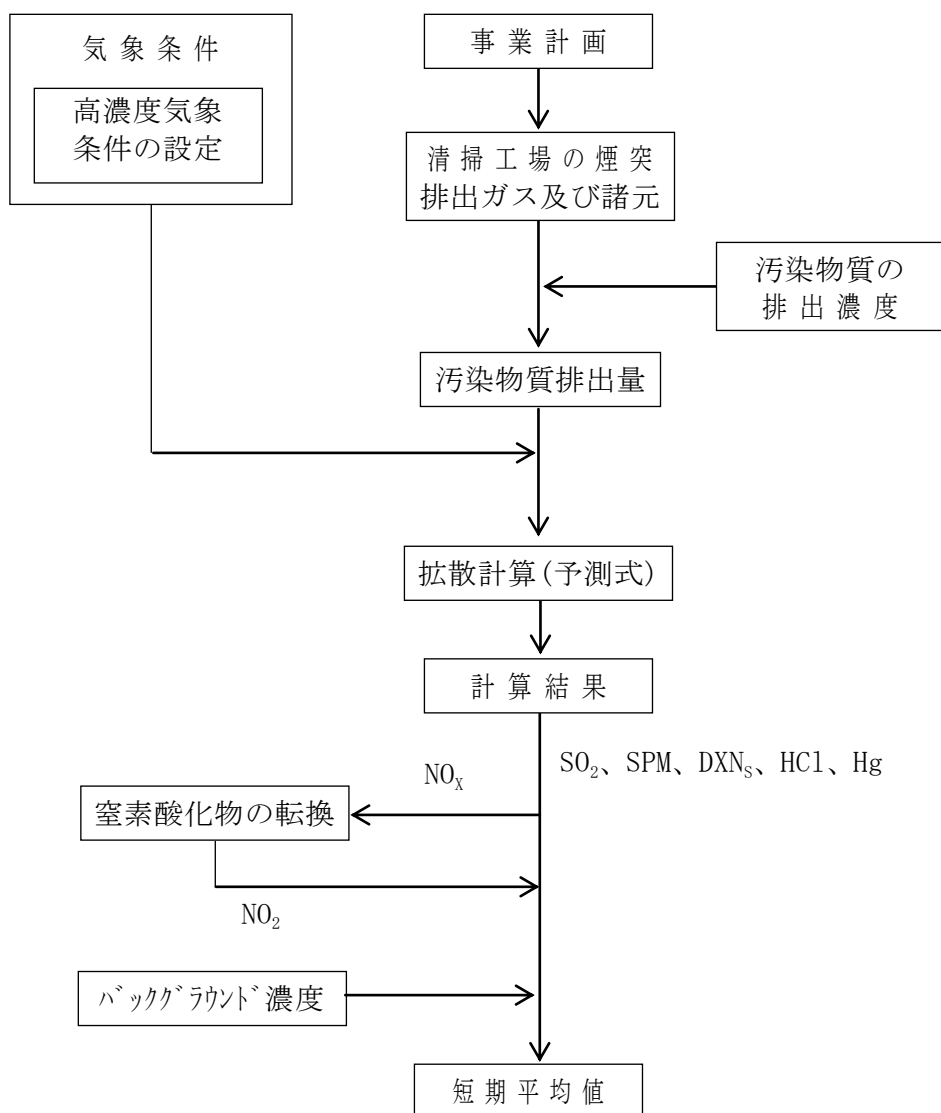 気象条件
高濃度気象
条件の設定
事業計画
清掃工場の煙突
排出ガス及び諸元
汚染物質の
排出濃度
汚染物質排出量
拡散計算(予測式)
計算結果
SO₂、SPM、DXNₛ、HCl、Hg
NOₓ
窒素酸化物の転換
NO₂
ﾊﾞｯｸｸﾞﾗｳﾝﾄﾞ濃度
短期平均値